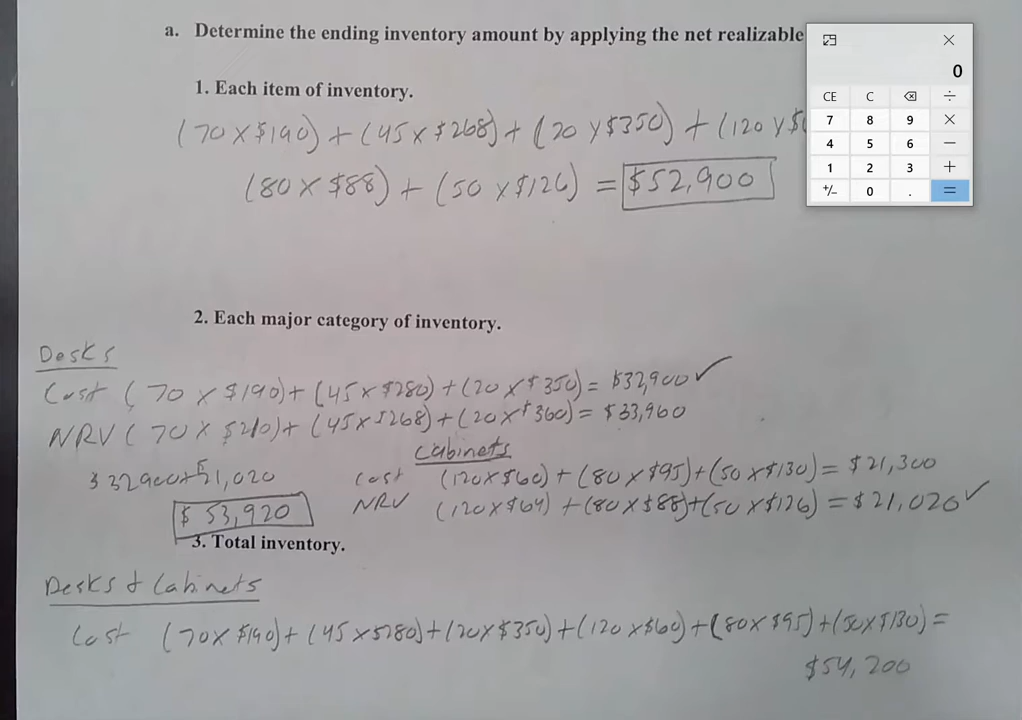 a. Determine the ending inventory amount by applying the net realizable
1. Each item of inventory.
(70 X $190) + (45 X $268) + (20 X $350) + (120 X $
(80 X $88) + (50 X $126) = $52,900
2. Each major category of inventory.
Desks
Cost (70 X $190) + (45 X $280) + (20 X $350) = $32,900 ✓
NRV (70 X $210) + (45 X $268) + (20 X $360) = $33,960
Cabinets
Cost (120 X $60) + (80 X $95) + (50 X $130) = $21,300
NRV (120 X $64) + (80 X $88) + (50 X $126) = $21,020 ✓
$32900 + $21,020
$53,920
3. Total inventory.
Desks & Cabinets
Cost (70 X $190) + (45 X $280) + (20 X $350) + (120 X $60) + (80 X $95) + (50 X $130) =
$54,200
0
CE C ⌫ ÷
7 8 9 ×
4 5 6 −
1 2 3 +
+/− 0 . =